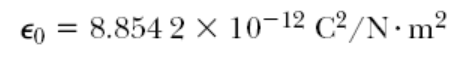 ϵ₀ = 8.854 2 × 10⁻¹² C²/N·m²